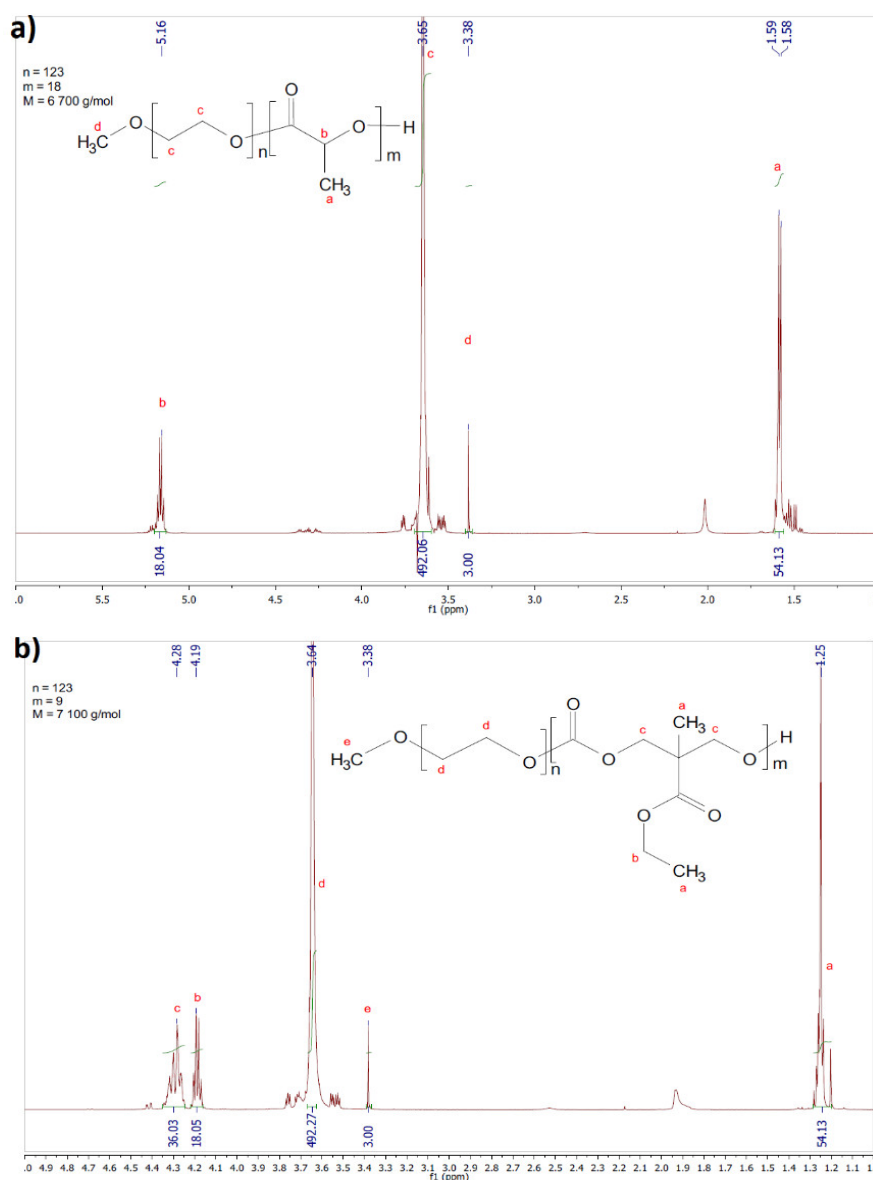 a)
5.16
3.65
3.38
1.59
1.58
n = 123
m = 18
M = 6 700 g/mol
c
d
H3C
O
c
c
O
n
O
b
O
H
m
CH3
a
a
d
b
18.04
492.06
3.00
54.13
.0 5.5 5.0 4.5 4.0 3.5 3.0 2.5 2.0 1.5
f1 (ppm)
b)
4.28
4.19
3.64
3.38
1.25
n = 123
m = 9
M = 7 100 g/mol
e
H3C
O
d
d
O
n
O
O
c
a
H3C
c
O
H
m
O
O
b
CH3
a
d
a
c
b
e
36.03
18.05
492.27
3.00
54.13
.0 4.9 4.8 4.7 4.6 4.5 4.4 4.3 4.2 4.1 4.0 3.9 3.8 3.7 3.6 3.5 3.4 3.3 3.2 3.1 3.0 2.9 2.8 2.7 2.6 2.5 2.4 2.3 2.2 2.1 2.0 1.9 1.8 1.7 1.6 1.5 1.4 1.3 1.2 1.1 1.0
f1 (ppm)